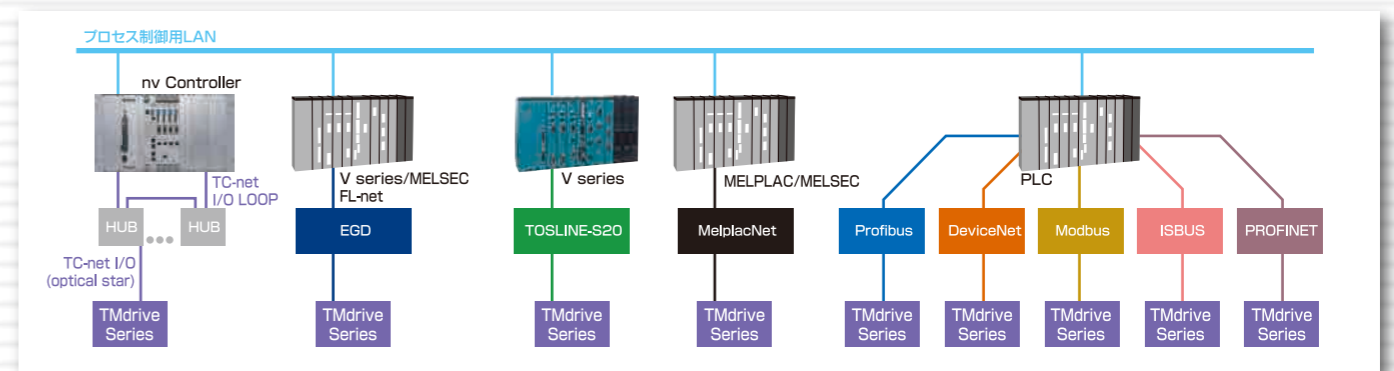 プロセス制御用LAN
nv Controller
TC-net
I/O LOOP
HUB
HUB
TC-net I/O
(optical star)
TMdrive
Series
V series/MELSEC
FL-net
EGD
TMdrive
Series
V series
TOSLINE-S20
TMdrive
Series
MELPLAC/MELSEC
MelplacNet
TMdrive
Series
PLC
Profibus
DeviceNet
Modbus
ISBUS
PROFINET
TMdrive
Series
TMdrive
Series
TMdrive
Series
TMdrive
Series
TMdrive
Series